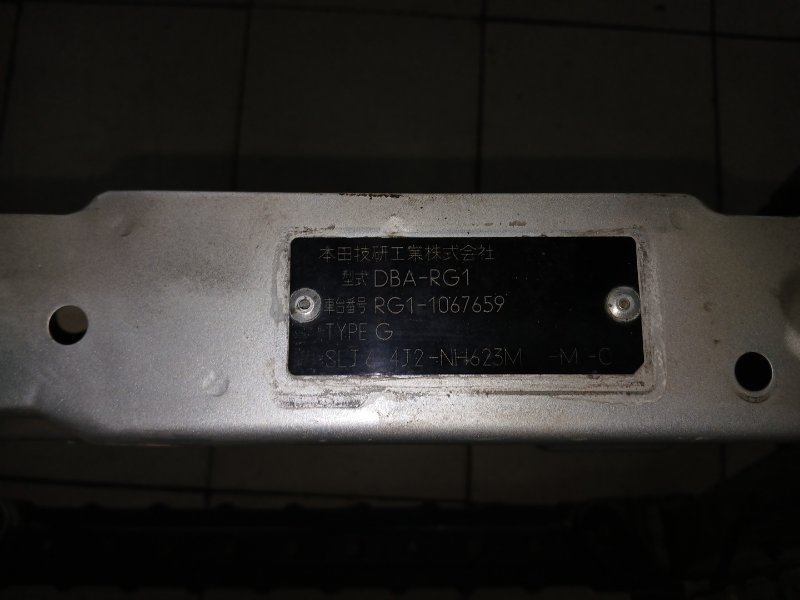 本田技研工業株式会社
型式 DBA-RG1
車台番号 RG1-1067659
TYPE G
SLJ4 4J2-NH623M -M -C